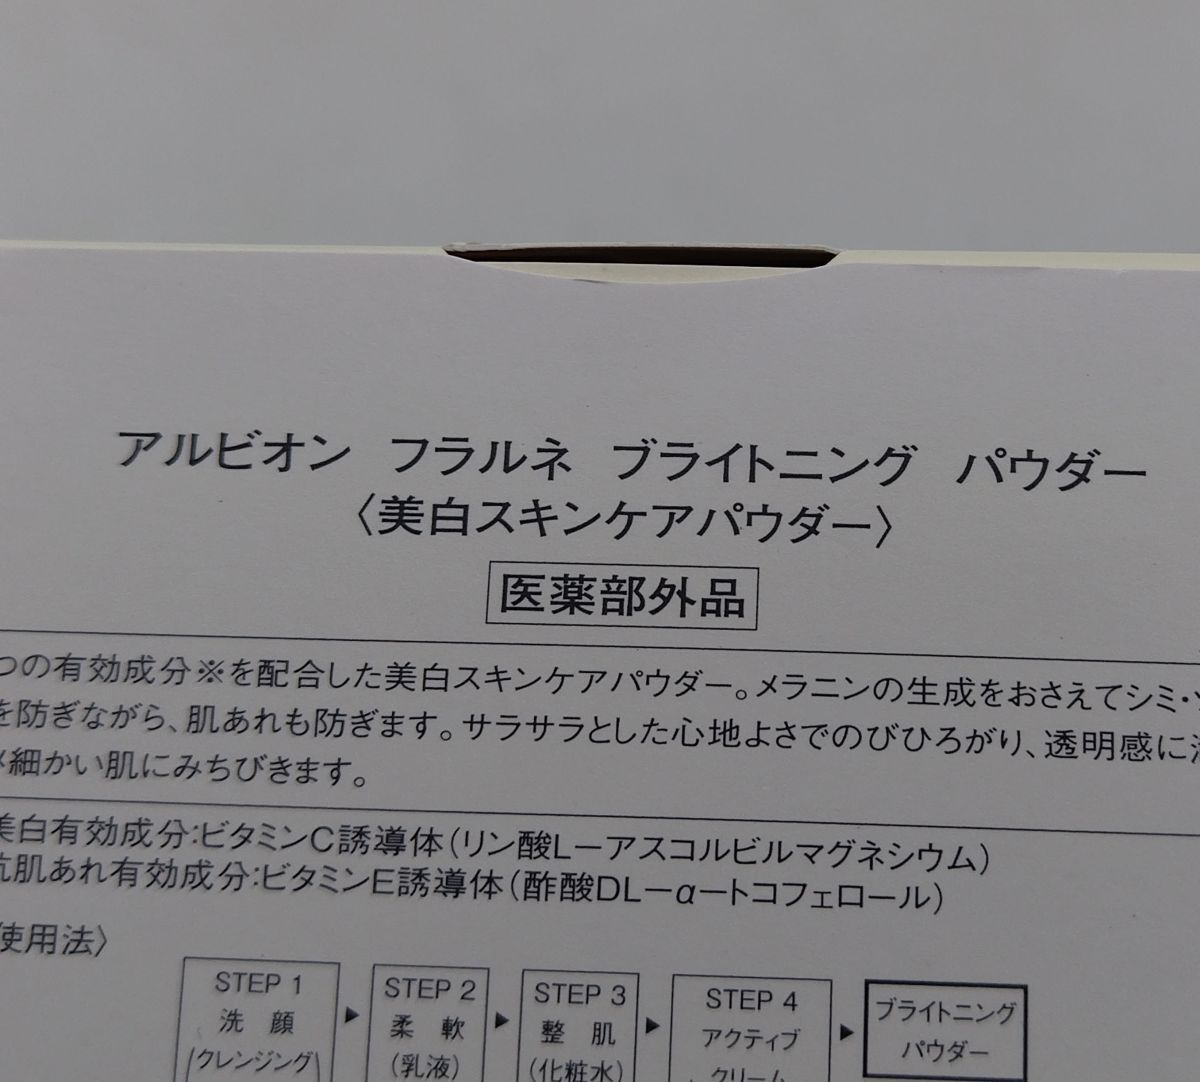 アルビオン フラルネ ブライトニング パウダー
〈美白スキンケアパウダー〉
医薬部外品
つの有効成分※を配合した美白スキンケアパウダー。メラニンの生成をおさえてシミ・
を防ぎながら、肌あれも防ぎます。サラサラとした心地よさでのびひろがり、透明感に
細かい肌にみちびきます。
美白有効成分:ビタミンC誘導体(リン酸L－アスコルビルマグネシウム)
抗肌あれ有効成分:ビタミンE誘導体(酢酸DL－α－トコフェロール)
使用法〉
STEP 1 ▶ STEP 2 ▶ STEP 3 ▶ STEP 4 ▶ ブライトニング
洗 顔 柔 軟 整 肌 アクティブ パウダー
(クレンジング) (乳液) (化粧水) クリーム